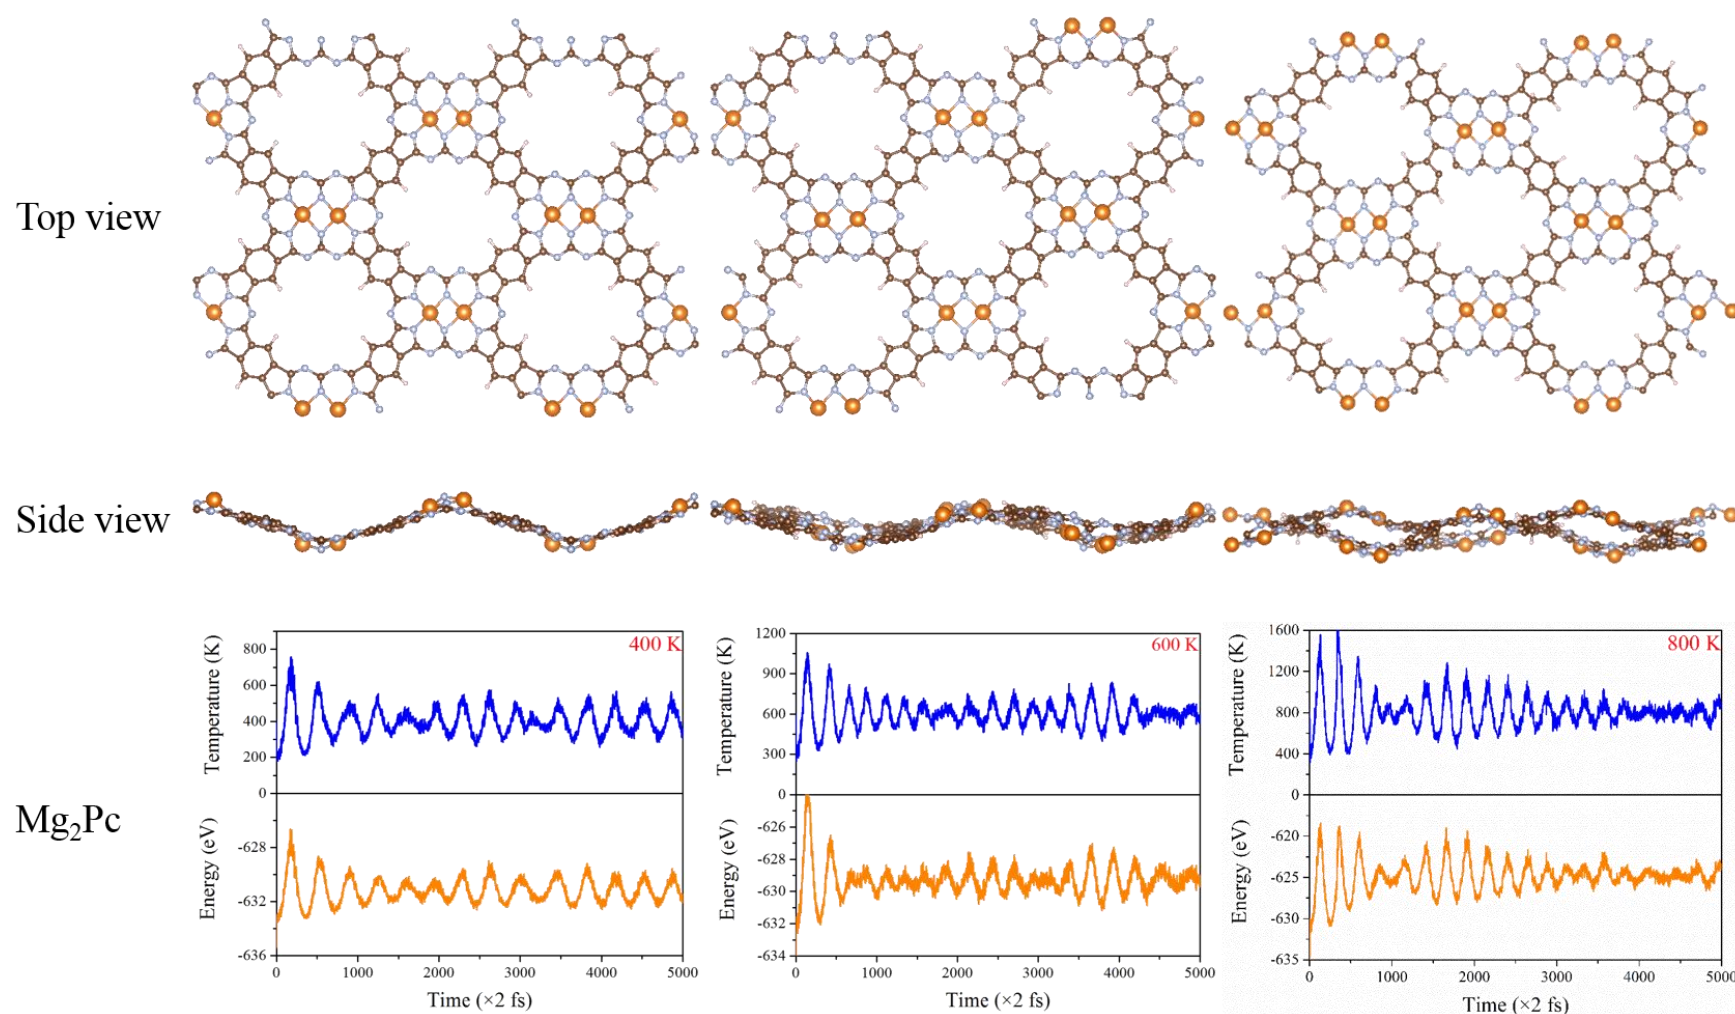 Top view
Side view
Mg₂Pc
400 K
Temperature (K)
800
600
400
200
0
Energy (eV)
-628
-632
-636
0 1000 2000 3000 4000 5000
Time (×2 fs)
600 K
Temperature (K)
1200
900
600
300
0
Energy (eV)
-626
-628
-630
-632
-634
0 1000 2000 3000 4000 5000
Time (×2 fs)
800 K
Temperature (K)
1600
1200
800
400
0
Energy (eV)
-620
-625
-630
-635
0 1000 2000 3000 4000 5000
Time (×2 fs)